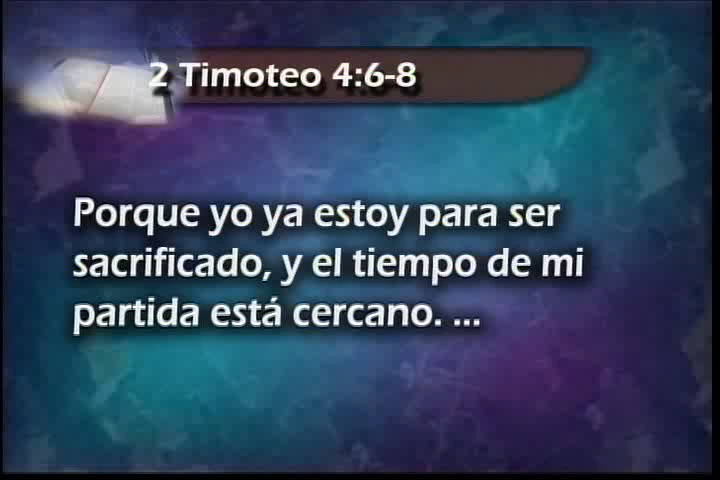 2 Timoteo 4:6-8
Porque yo ya estoy para ser
sacrificado, y el tiempo de mi
partida está cercano. ...